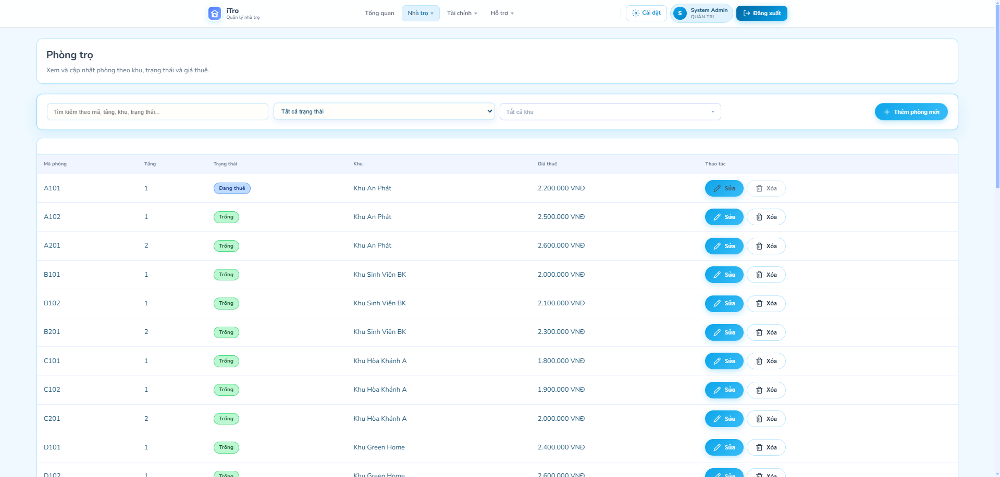 iTro
Quản lý nhà trọ
Tổng quan
Nhà trọ
Tài chính
Hỗ trợ
Cài đặt
S
System Admin
QUẢN TRỊ
Đăng xuất
Phòng trọ
Xem và cập nhật phòng theo khu, trạng thái và giá thuê.
Tìm kiếm theo mã, tầng, khu, trạng thái...
Tất cả trạng thái
Tất cả khu
Thêm phòng mới
Mã phòng Tầng Trạng thái Khu Giá thuê Thao tác
A101 1 Đang thuê Khu An Phát 2.200.000 VNĐ Sửa Xóa
A102 1 Trống Khu An Phát 2.500.000 VNĐ Sửa Xóa
A201 2 Trống Khu An Phát 2.600.000 VNĐ Sửa Xóa
B101 1 Trống Khu Sinh Viên BK 2.000.000 VNĐ Sửa Xóa
B102 1 Trống Khu Sinh Viên BK 2.100.000 VNĐ Sửa Xóa
B201 2 Trống Khu Sinh Viên BK 2.300.000 VNĐ Sửa Xóa
C101 1 Trống Khu Hòa Khánh A 1.800.000 VNĐ Sửa Xóa
C102 1 Trống Khu Hòa Khánh A 1.900.000 VNĐ Sửa Xóa
C201 2 Trống Khu Hòa Khánh A 2.000.000 VNĐ Sửa Xóa
D101 1 Trống Khu Green Home 2.400.000 VNĐ Sửa Xóa
D102 1 Trống Khu Green Home 2.600.000 VNĐ Sửa Xóa